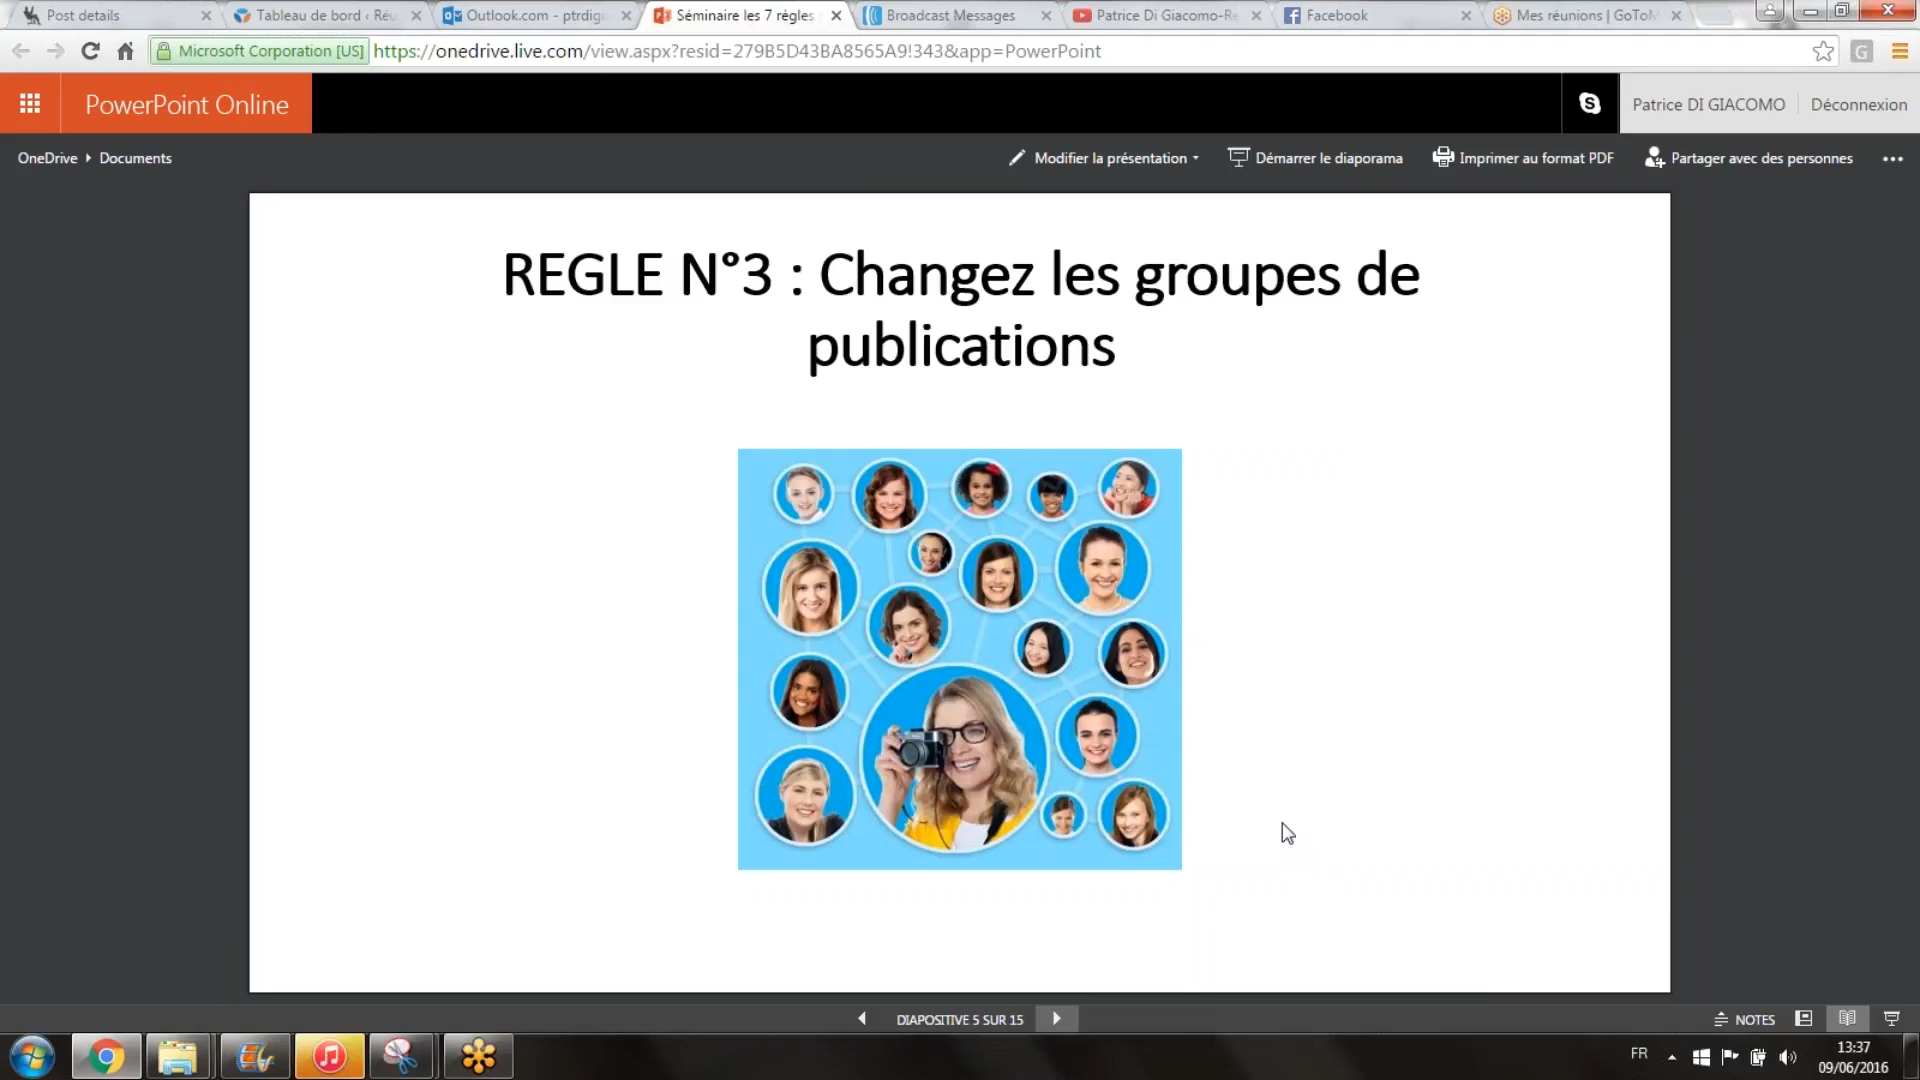 Post details
Tableau de bord ‹ Réu
Outlook.com - ptrdig
Séminaire les 7 règles
Broadcast Messages
Patrice Di Giacomo-Re
Facebook
Mes réunions | GoToM
Microsoft Corporation [US] https://onedrive.live.com/view.aspx?resid=279B5D43BA8565A9!343&app=PowerPoint
PowerPoint Online
Patrice DI GIACOMO
Déconnexion
OneDrive Documents
Modifier la présentation
Démarrer le diaporama
Imprimer au format PDF
Partager avec des personnes
REGLE N°3 : Changez les groupes de
publications
DIAPOSITIVE 5 SUR 15
NOTES
FR
13:37
09/06/2016